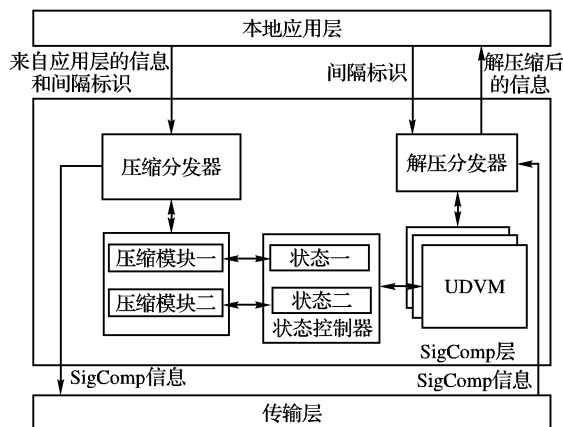 本地应用层
来自应用层的信息
和间隔标识
间隔标识
解压缩后
的信息
压缩分发器
解压分发器
压缩模块一
状态一
压缩模块二
状态二
状态控制器
UDVM
SigComp层
SigComp信息
SigComp信息
传输层